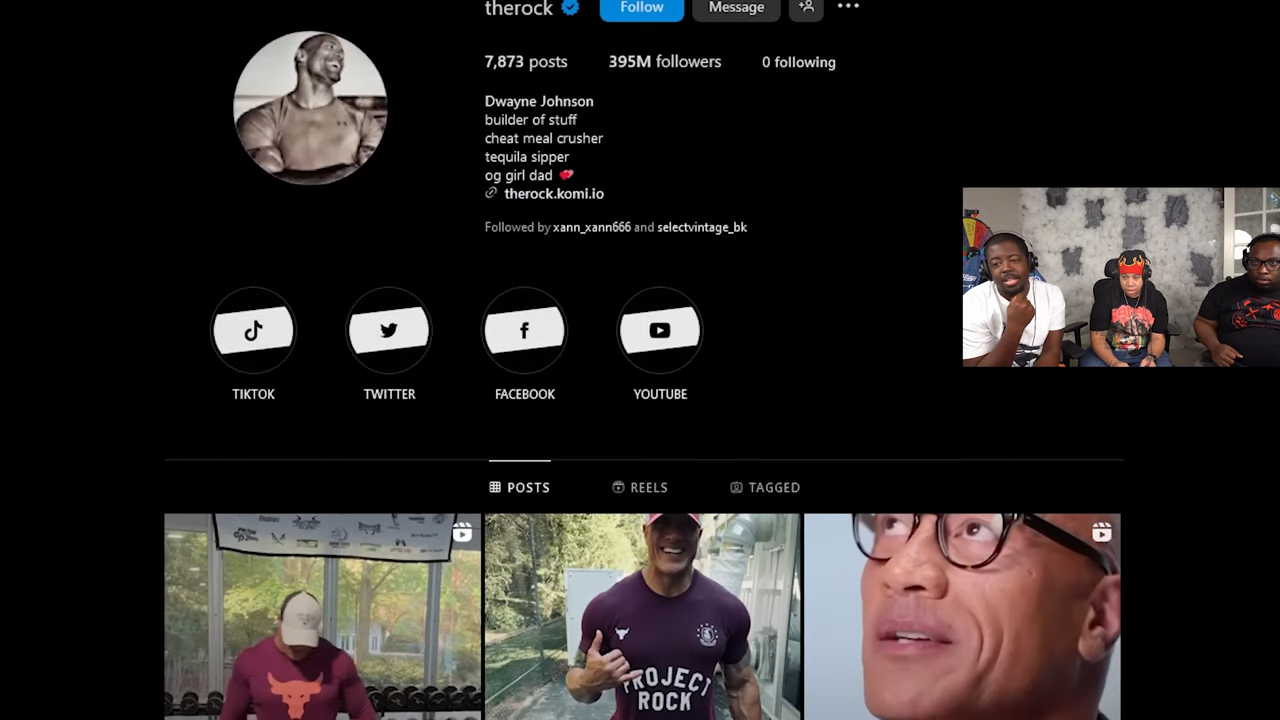 therock Follow Message
7,873 posts 395M followers 0 following
Dwayne Johnson
builder of stuff
cheat meal crusher
tequila sipper
og girl dad
therock.komi.io
Followed by xann_xann666 and selectvintage_bk
TIKTOK TWITTER FACEBOOK YOUTUBE
POSTS REELS TAGGED
PROJECT
ROCK